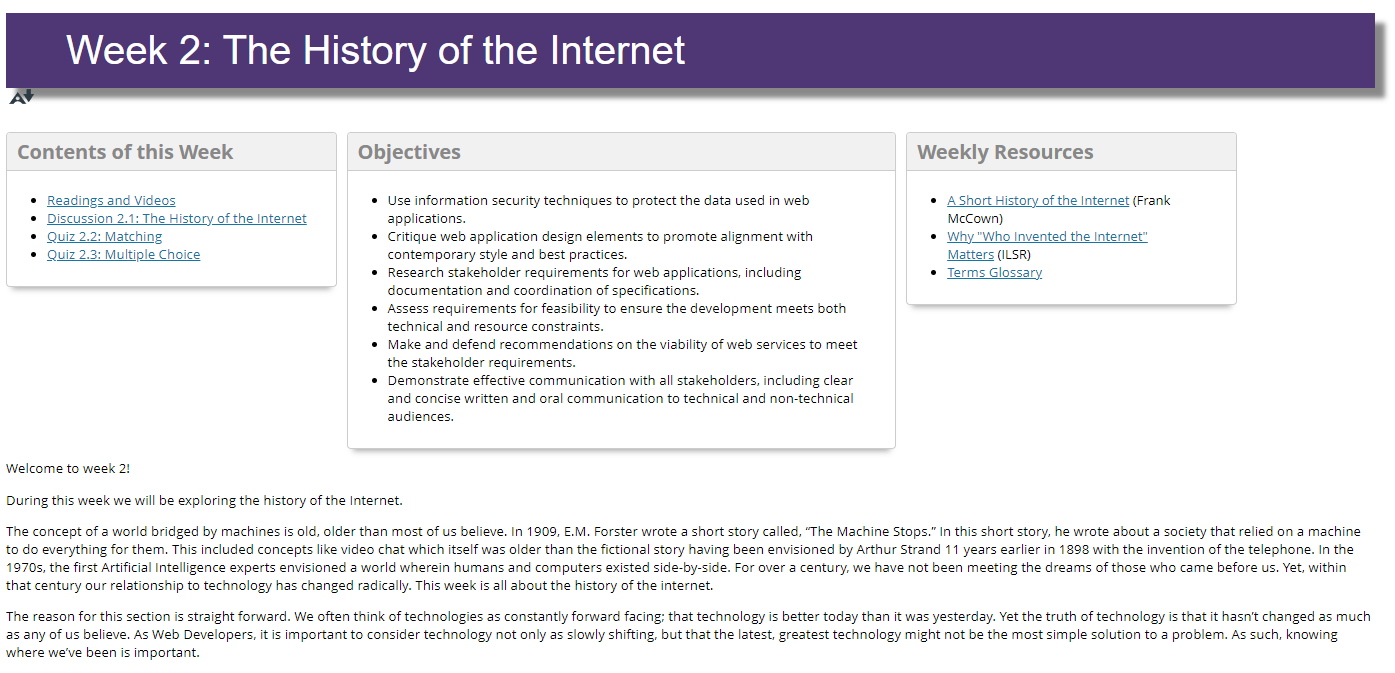 Week 2: The History of the Internet
A
Contents of this Week
Readings and Videos
Discussion 2.1: The History of the Internet
Quiz 2.2: Matching
Quiz 2.3: Multiple Choice
Objectives
Use information security techniques to protect the data used in web
applications.
Critique web application design elements to promote alignment with
contemporary style and best practices.
Research stakeholder requirements for web applications, including
documentation and coordination of specifications.
Assess requirements for feasibility to ensure the development meets both
technical and resource constraints.
Make and defend recommendations on the viability of web services to meet
the stakeholder requirements.
Demonstrate effective communication with all stakeholders, including clear
and concise written and oral communication to technical and non-technical
audiences.
Weekly Resources
A Short History of the Internet (Frank
McCown)
Why "Who Invented the Internet"
Matters (ILSR)
Terms Glossary
Welcome to week 2!
During this week we will be exploring the history of the Internet.
The concept of a world bridged by machines is old, older than most of us believe. In 1909, E.M. Forster wrote a short story called, “The Machine Stops.” In this short story, he wrote about a society that relied on a machine
to do everything for them. This included concepts like video chat which itself was older than the fictional story having been envisioned by Arthur Strand 11 years earlier in 1898 with the invention of the telephone. In the
1970s, the first Artificial Intelligence experts envisioned a world wherein humans and computers existed side-by-side. For over a century, we have not been meeting the dreams of those who came before us. Yet, within
that century our relationship to technology has changed radically. This week is all about the history of the internet.
The reason for this section is straight forward. We often think of technologies as constantly forward facing; that technology is better today than it was yesterday. Yet the truth of technology is that it hasn’t changed as much
as any of us believe. As Web Developers, it is important to consider technology not only as slowly shifting, but that the latest, greatest technology might not be the most simple solution to a problem. As such, knowing
where we’ve been is important.